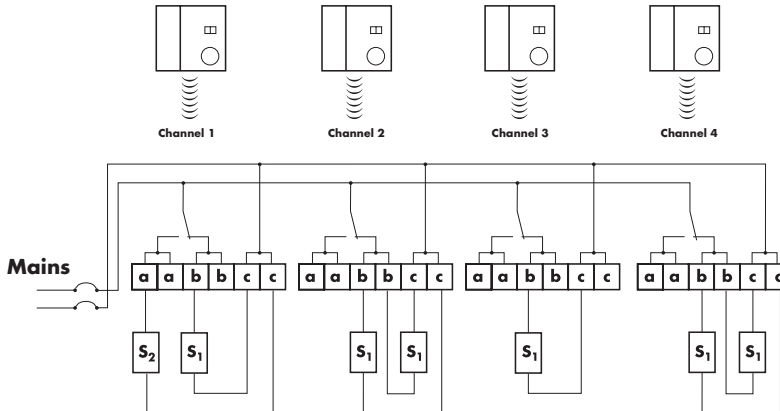 Channel 1 Channel 2 Channel 3 Channel 4
Mains
a a b b c c a a b b c c a a b b c c a a b b c c
S2 S1 S1 S1 S1 S1 S1